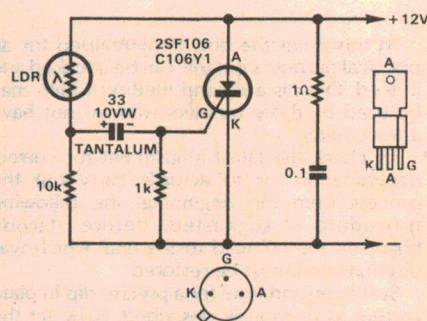 +12V
2SF106
C106Y1
LDR
λ
A
1Ω
A
33
10VW
+ -
G
K
TANTALUM
K G
A
10k
1k
0.1
-
G
K A